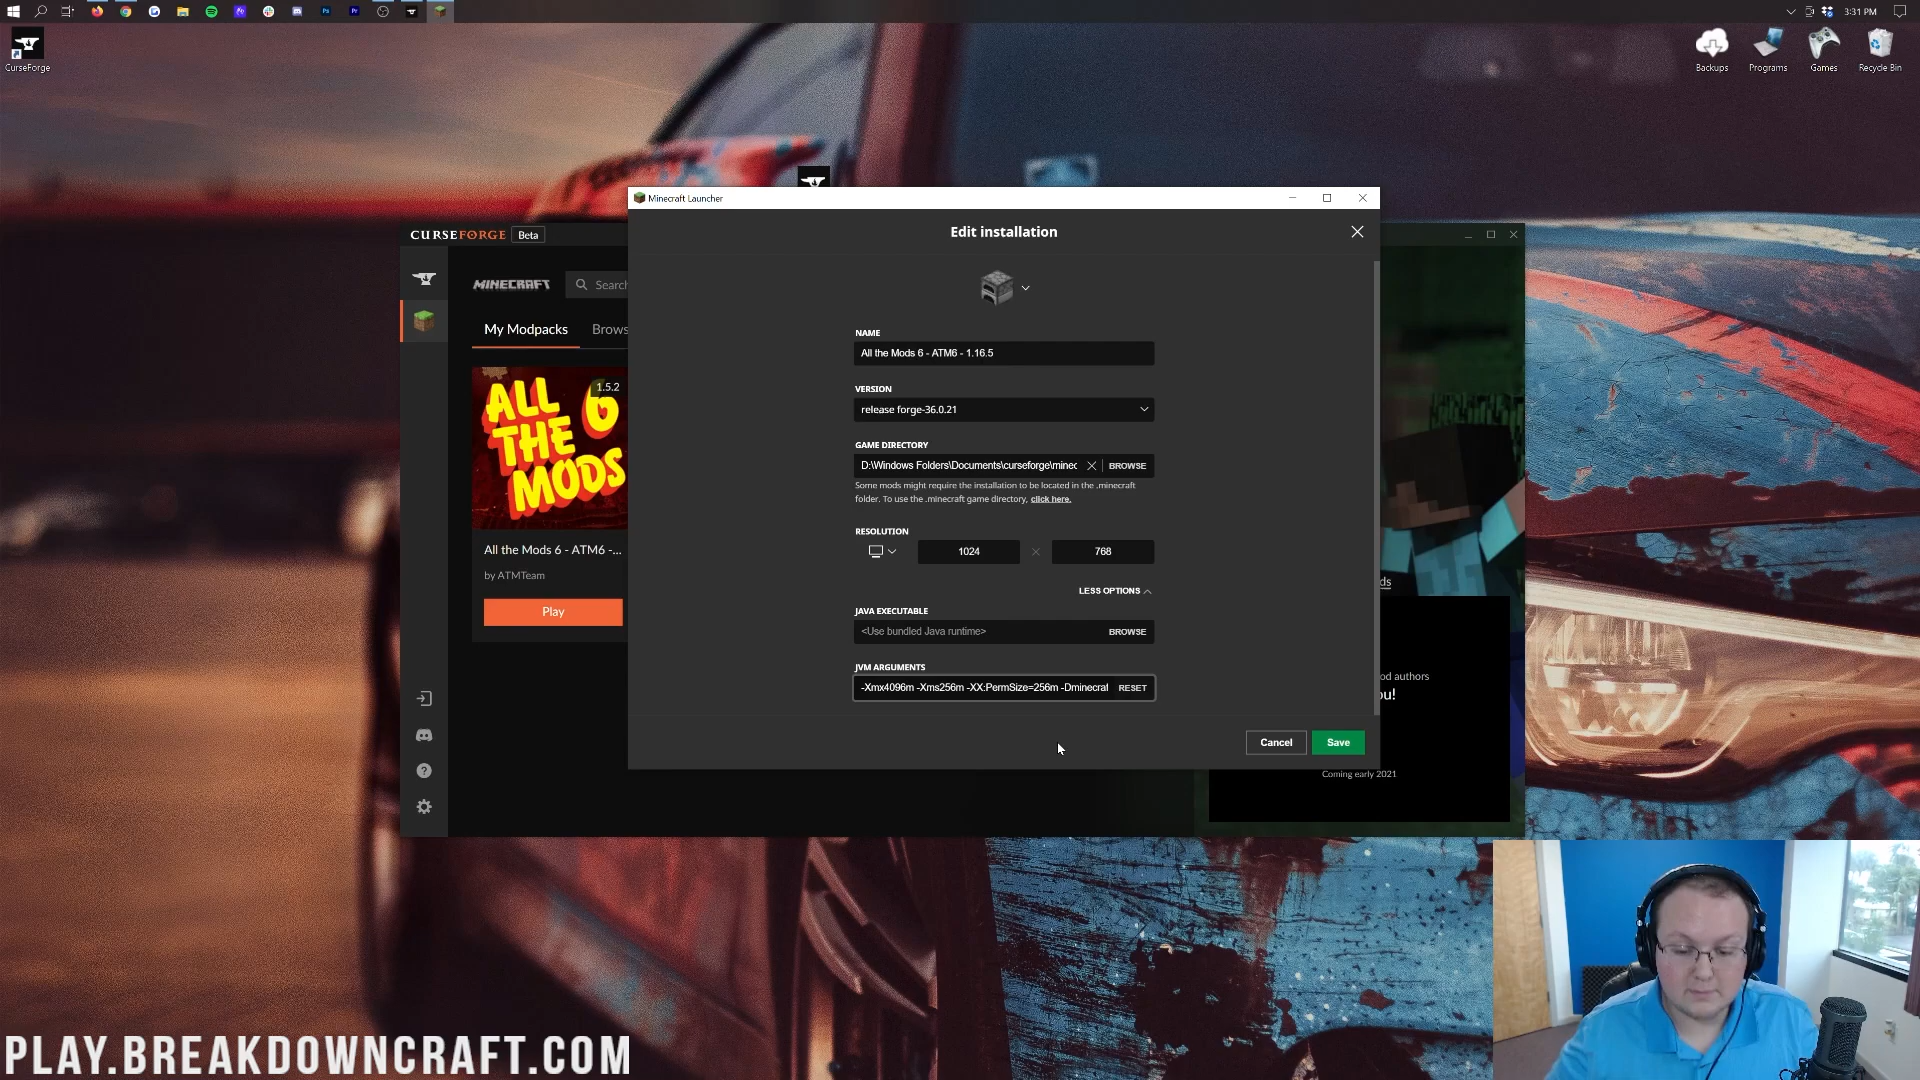 3:31 PM
CurseForge
Backups
Programs
Games
Recycle Bin
Minecraft Launcher
CURSEFORGE
Beta
Edit installation
MINECRAFT
Search
My Modpacks
Brows
NAME
All the Mods 6 - ATM6 - 1.16.5
VERSION
release forge-36.0.21
GAME DIRECTORY
D:\Windows Folders\Documents\curseforge\minec
BROWSE
Some mods might require the installation to be located in the .minecraft
folder. To use the .minecraft game directory, click here.
RESOLUTION
1024
768
LESS OPTIONS
JAVA EXECUTABLE
<Use bundled Java runtime>
BROWSE
JVM ARGUMENTS
-Xmx4096m -Xms256m -XX:PermSize=256m -Dminecraf
RESET
Cancel
Save
1.5.2
ALL
THE 6
MODS
All the Mods 6 - ATM6 -...
by ATMTeam
Play
ds
od authors
ou!
Coming early 2021
PLAY.BREAKDOWNCRAFT.COM